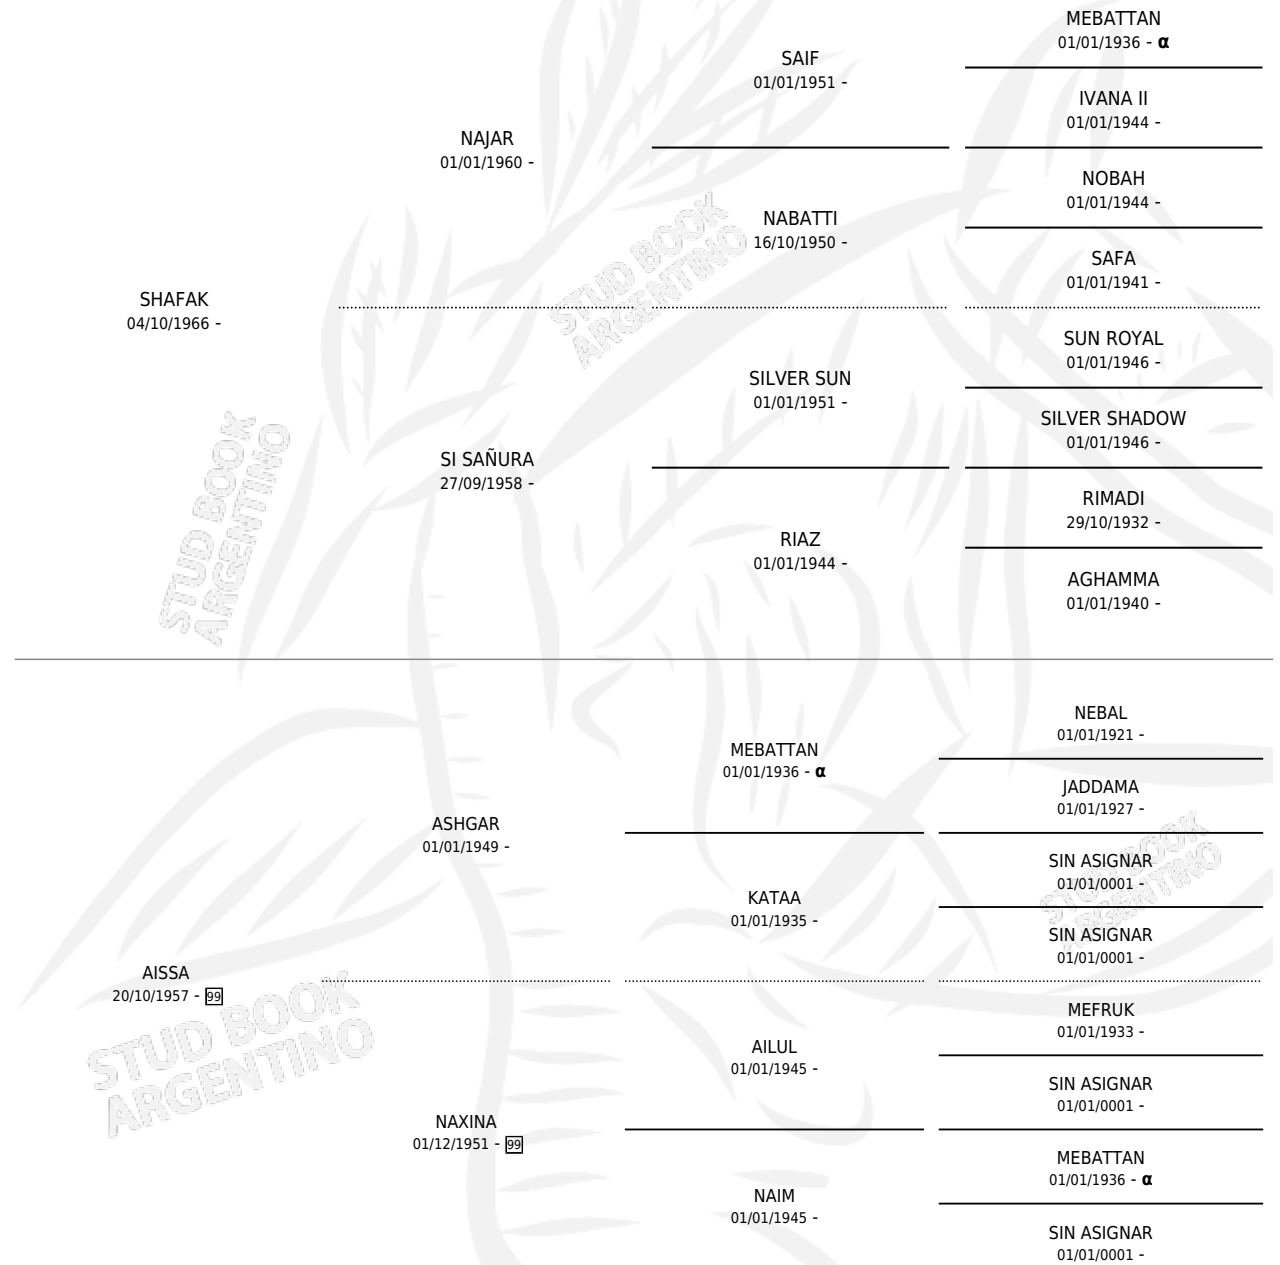 MEBATTAN
01/01/1936 - α
SAIF
01/01/1951 -
IVANA II
01/01/1944 -
NAJAR
01/01/1960 -
NOBAH
01/01/1944 -
NABATTI
16/10/1950 -
SAFA
01/01/1941 -
SHAFAK
04/10/1966 -
SUN ROYAL
01/01/1946 -
SILVER SUN
01/01/1951 -
SILVER SHADOW
01/01/1946 -
SI SAÑURA
27/09/1958 -
RIMADI
29/10/1932 -
RIAZ
01/01/1944 -
AGHAMMA
01/01/1940 -
NEBAL
01/01/1921 -
MEBATTAN
01/01/1936 - α
JADDAMA
01/01/1927 -
ASHGAR
01/01/1949 -
SIN ASIGNAR
01/01/0001 -
KATAA
01/01/1935 -
SIN ASIGNAR
01/01/0001 -
AISSA
20/10/1957 - 99
MEFRUK
01/01/1933 -
AILUL
01/01/1945 -
SIN ASIGNAR
01/01/0001 -
NAXINA
01/12/1951 - 99
MEBATTAN
01/01/1936 - α
NAIM
01/01/1945 -
SIN ASIGNAR
01/01/0001 -
STUD BOOK
ARGENTINO
STUD BOOK
ARGENTINO
STUD BOOK
ARGENTINO
STUD BOOK
ARGENTINO